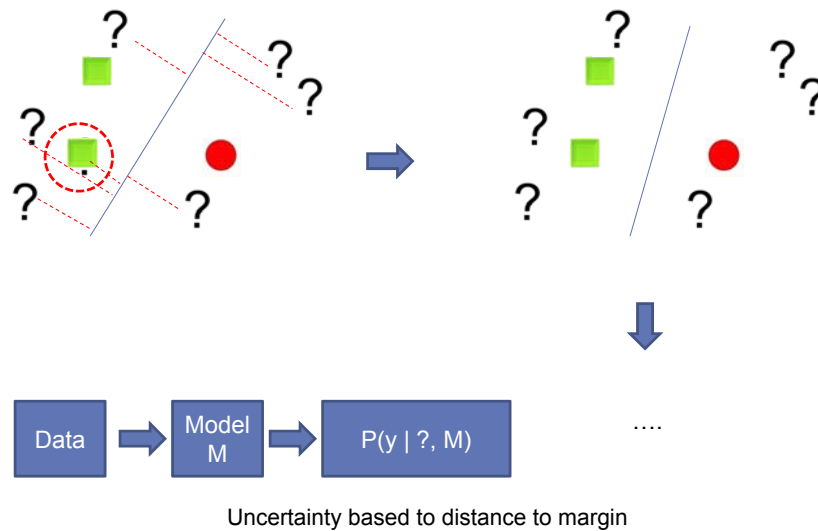 ?
?
?
?
?
?
?
?
?
?
?
?
Data
Model
M
P(y | ?, M)
....
Uncertainty based to distance to margin